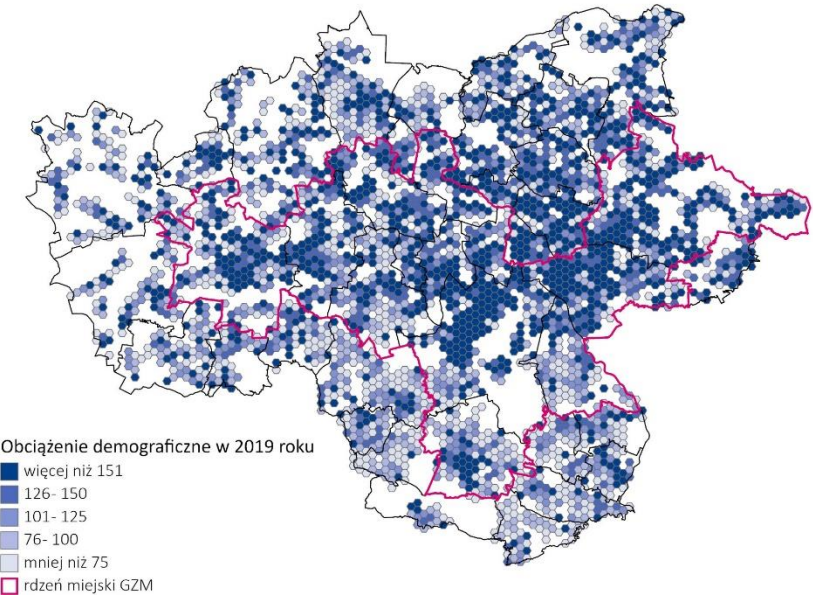 Obciążenie demograficzne w 2019 roku
więcej niż 151
126- 150
101- 125
76- 100
mniej niż 75
rdzeń miejski GZM